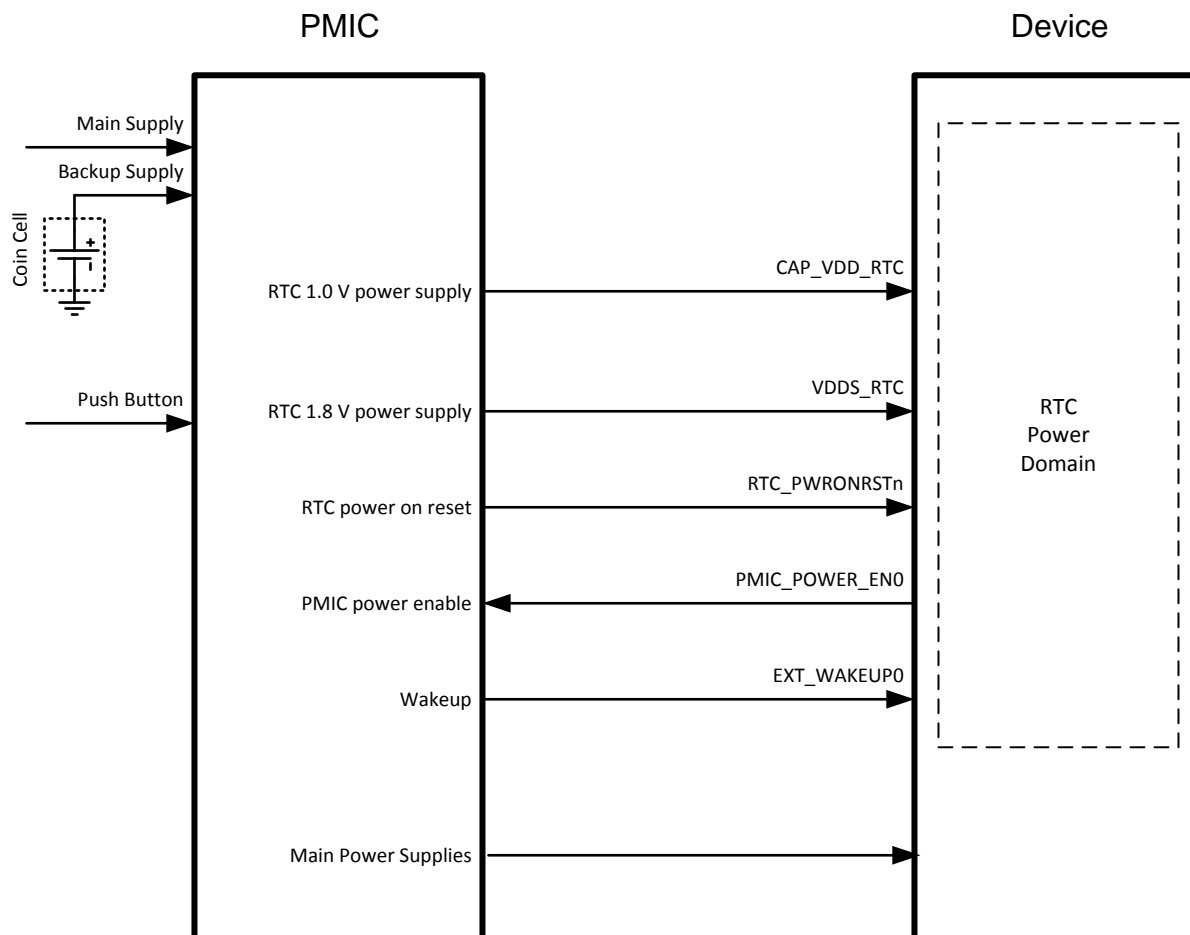 PMIC
Device
Main Supply
Backup Supply
Coin Cell
+
RTC 1.0 V power supply
CAP_VDD_RTC
Push Button
RTC 1.8 V power supply
VDDS_RTC
RTC
Power
Domain
RTC power on reset
RTC_PWRONRSTn
PMIC power enable
PMIC_POWER_EN0
Wakeup
EXT_WAKEUP0
Main Power Supplies